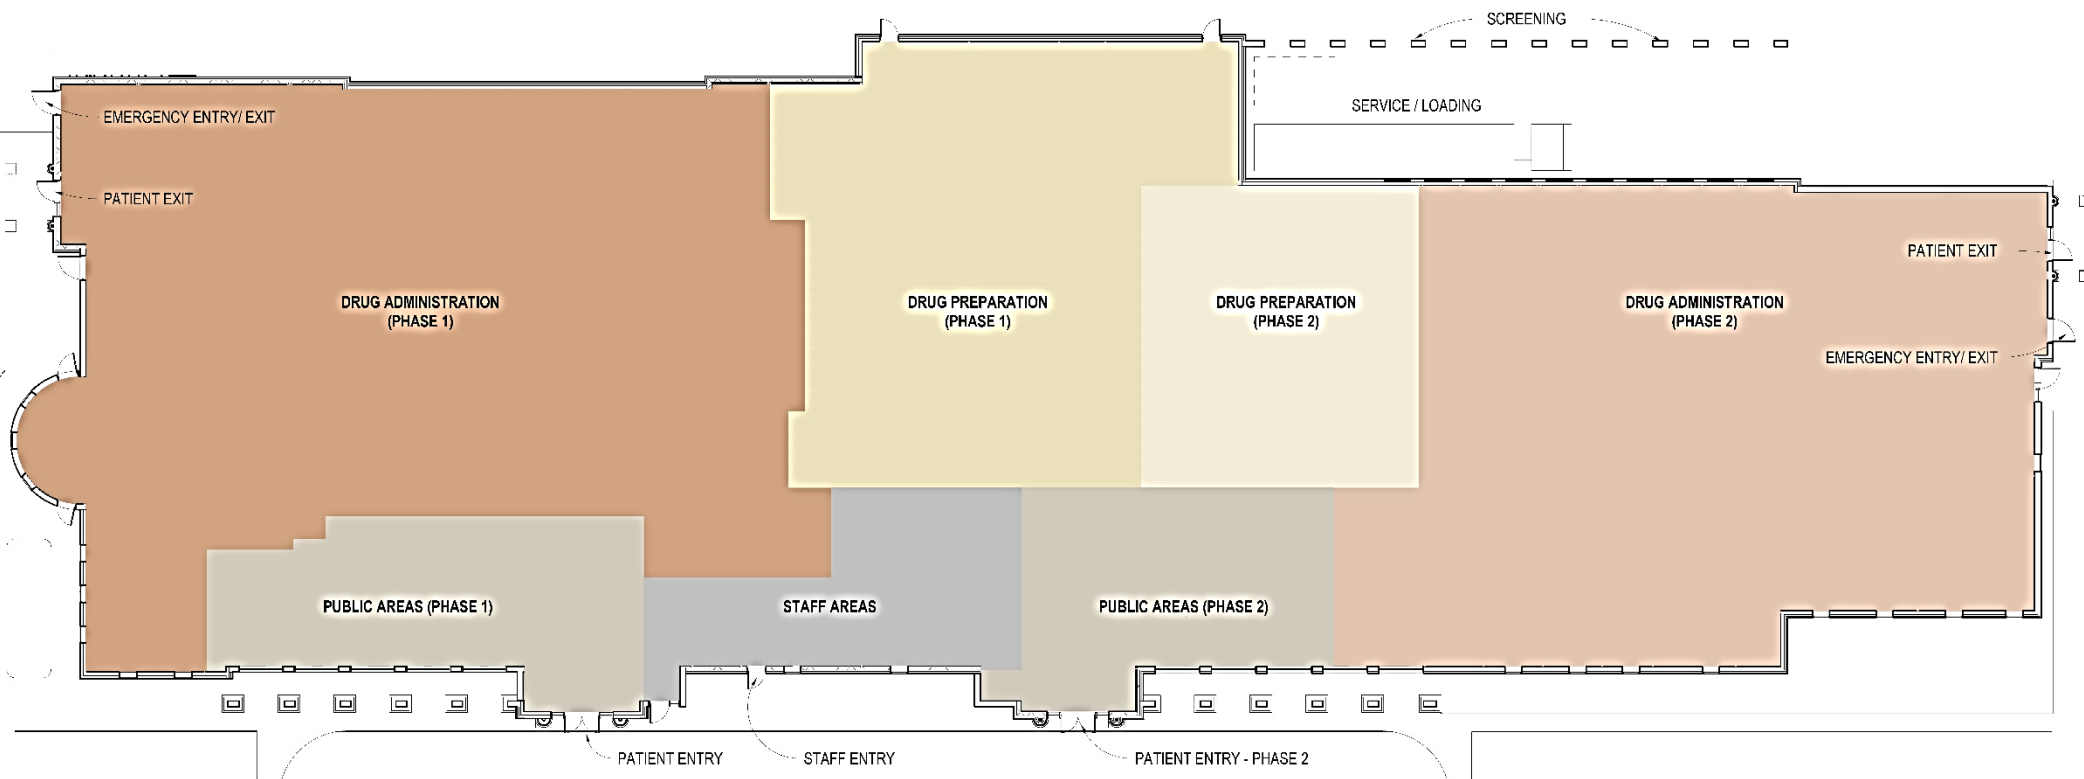 SCREENING
SERVICE / LOADING
EMERGENCY ENTRY/ EXIT
PATIENT EXIT
PATIENT EXIT
DRUG ADMINISTRATION
(PHASE 1)
DRUG PREPARATION
(PHASE 1)
DRUG PREPARATION
(PHASE 2)
DRUG ADMINISTRATION
(PHASE 2)
EMERGENCY ENTRY/ EXIT
PUBLIC AREAS (PHASE 1)
STAFF AREAS
PUBLIC AREAS (PHASE 2)
PATIENT ENTRY
STAFF ENTRY
PATIENT ENTRY - PHASE 2